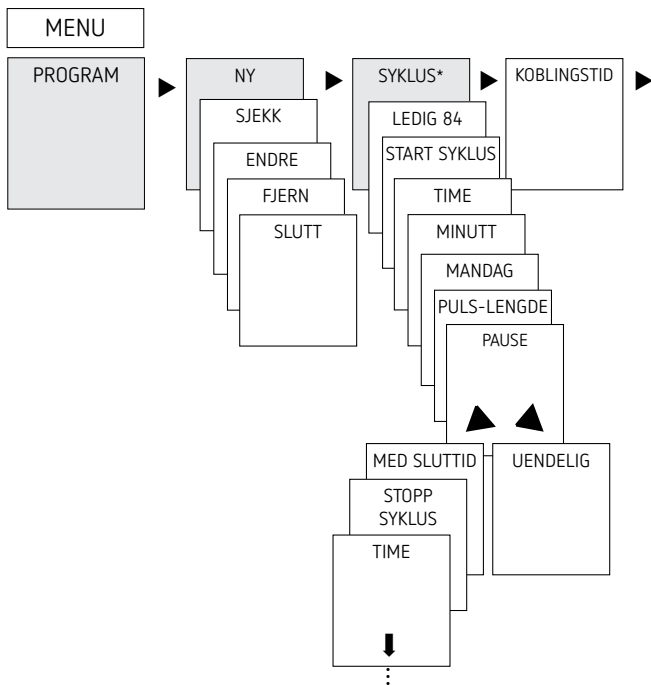 MENU
PROGRAM
NY
SJEKK
ENDRE
FJERN
SLUTT
SYKLUS*
LEDIG 84
START SYKLUS
TIME
MINUTT
MANDAG
PULS-LENGDE
PAUSE
MED SLUTTID
STOPP
SYKLUS
TIME
UENDELIG
KOBLINGSTID